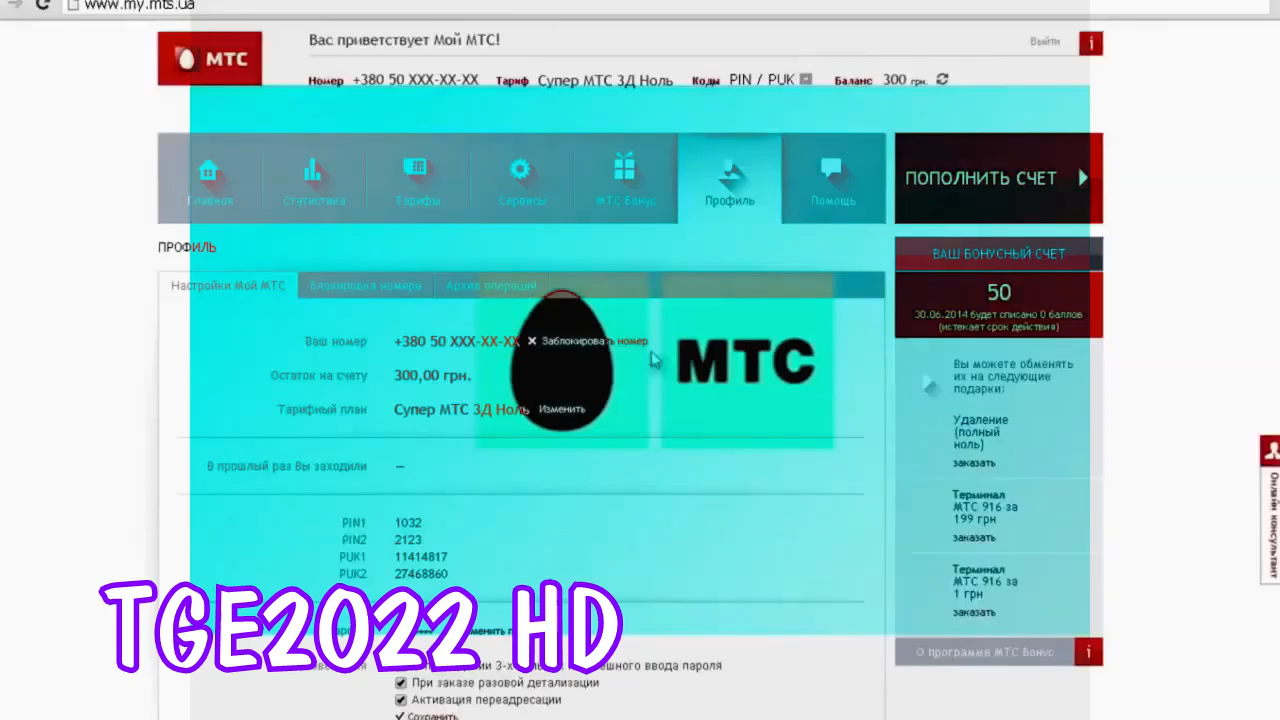 www.my.mts.ua
МТС
Вас приветствует Мой МТС!
Выйти
Номер +380 50 XXX-XX-XX Тариф Супер МТС 3Д Ноль Коды PIN / PUK Баланс 300 грн.
Главная Статистика Тарифы Сервисы МТС Бонус Профиль Помощь
ПОПОЛНИТЬ СЧЕТ
ПРОФИЛЬ
Настройки Мой МТС Блокировка номера Архив операций
Ваш номер +380 50 XXX-XX-XX Заблокировать номер
Остаток на счету 300,00 грн.
Тарифный план Супер МТС 3Д Ноль Изменить
МТС
В прошлый раз Вы заходили —
PIN1 1032
PIN2 2123
PUK1 11414817
PUK2 27468860
TGE2022 HD
пароля
При заказе разовой детализации
Активация переадресации
Сохранить
ВАШ БОНУСНЫЙ СЧЕТ
50
30.06.2014 будет списано 0 баллов
(истекает срок действия)
Вы можете обменять
их на следующие
подарки:
Удаление
(полный
ноль)
заказать
Терминал
МТС 916 за
199 грн
заказать
Терминал
МТС 916 за
1 грн
заказать
О программе МТС Бонус
Онлайн консультант